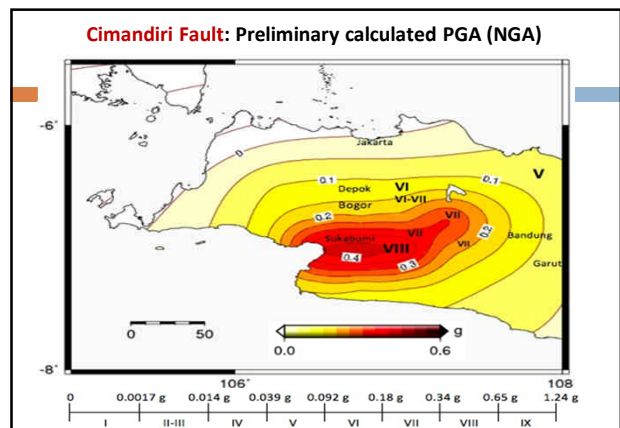 Cimandiri Fault: Preliminary calculated PGA (NGA)
-6°
Jakarta
0
0.1
0.1
V
Depok VI
VI-VII
Bogor
0.2
VII
Sukabumi VII
0.2
Bandung
VIII
VII
0.4
0.3
Garut
0 50
g
0.0 0.6
-8°
106° 108
0 0.0017 g 0.014 g 0.039 g 0.092 g 0.18 g 0.34 g 0.65 g 1.24 g
I II-III IV V VI VII VIII IX